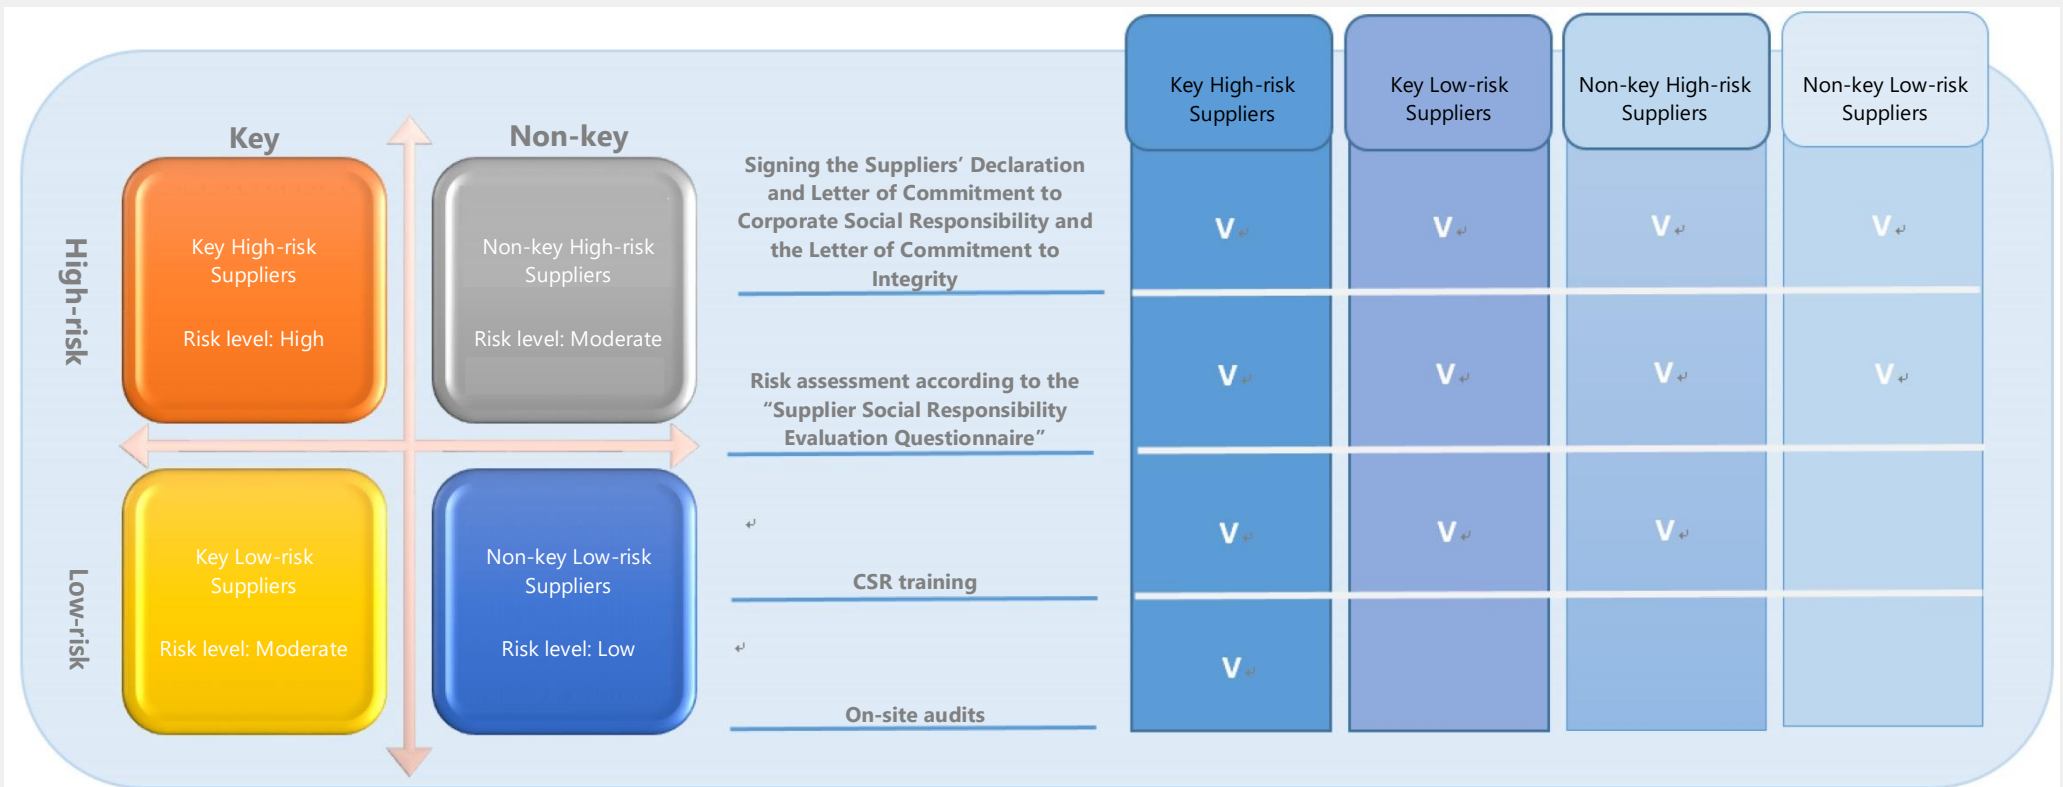 Key
Non-key
High-risk
Low-risk
Key High-risk
Suppliers
Risk level: High
Non-key High-risk
Suppliers
Risk level: Moderate
Key Low-risk
Suppliers
Risk level: Moderate
Non-key Low-risk
Suppliers
Risk level: Low
Key High-risk
Suppliers
Key Low-risk
Suppliers
Non-key High-risk
Suppliers
Non-key Low-risk
Suppliers
Signing the Suppliers’ Declaration
and Letter of Commitment to
Corporate Social Responsibility and
the Letter of Commitment to
Integrity
V V V V
Risk assessment according to the
“Supplier Social Responsibility
Evaluation Questionnaire”
V V V V
CSR training
V V V
On-site audits
V